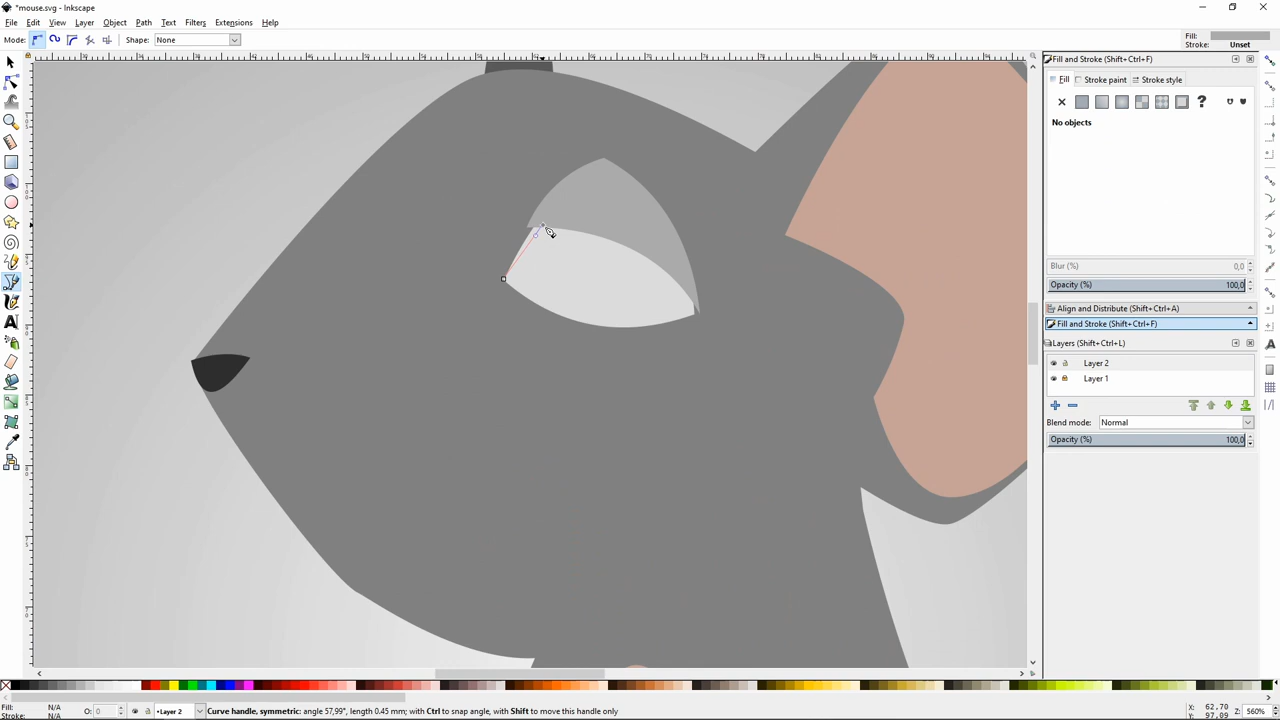 *mouse.svg - Inkscape
File Edit View Layer Object Path Text Filters Extensions Help
Mode: Shape: None
Fill:
Stroke: Unset
Fill and Stroke (Shift+Ctrl+F)
Fill Stroke paint Stroke style
?
No objects
Blur (%) 0,0
Opacity (%) 100,0
Align and Distribute (Shift+Ctrl+A)
Fill and Stroke (Shift+Ctrl+F)
Layers (Shift+Ctrl+L)
Layer 2
Layer 1
Blend mode: Normal
Opacity (%) 100,0
Fill: N/A
Stroke: N/A
O: 0
Layer 2
Curve handle, symmetric: angle 57,99°, length 0.45 mm; with Ctrl to snap angle, with Shift to move this handle only
X: 62,70
Y: 97,09
Z: 560%